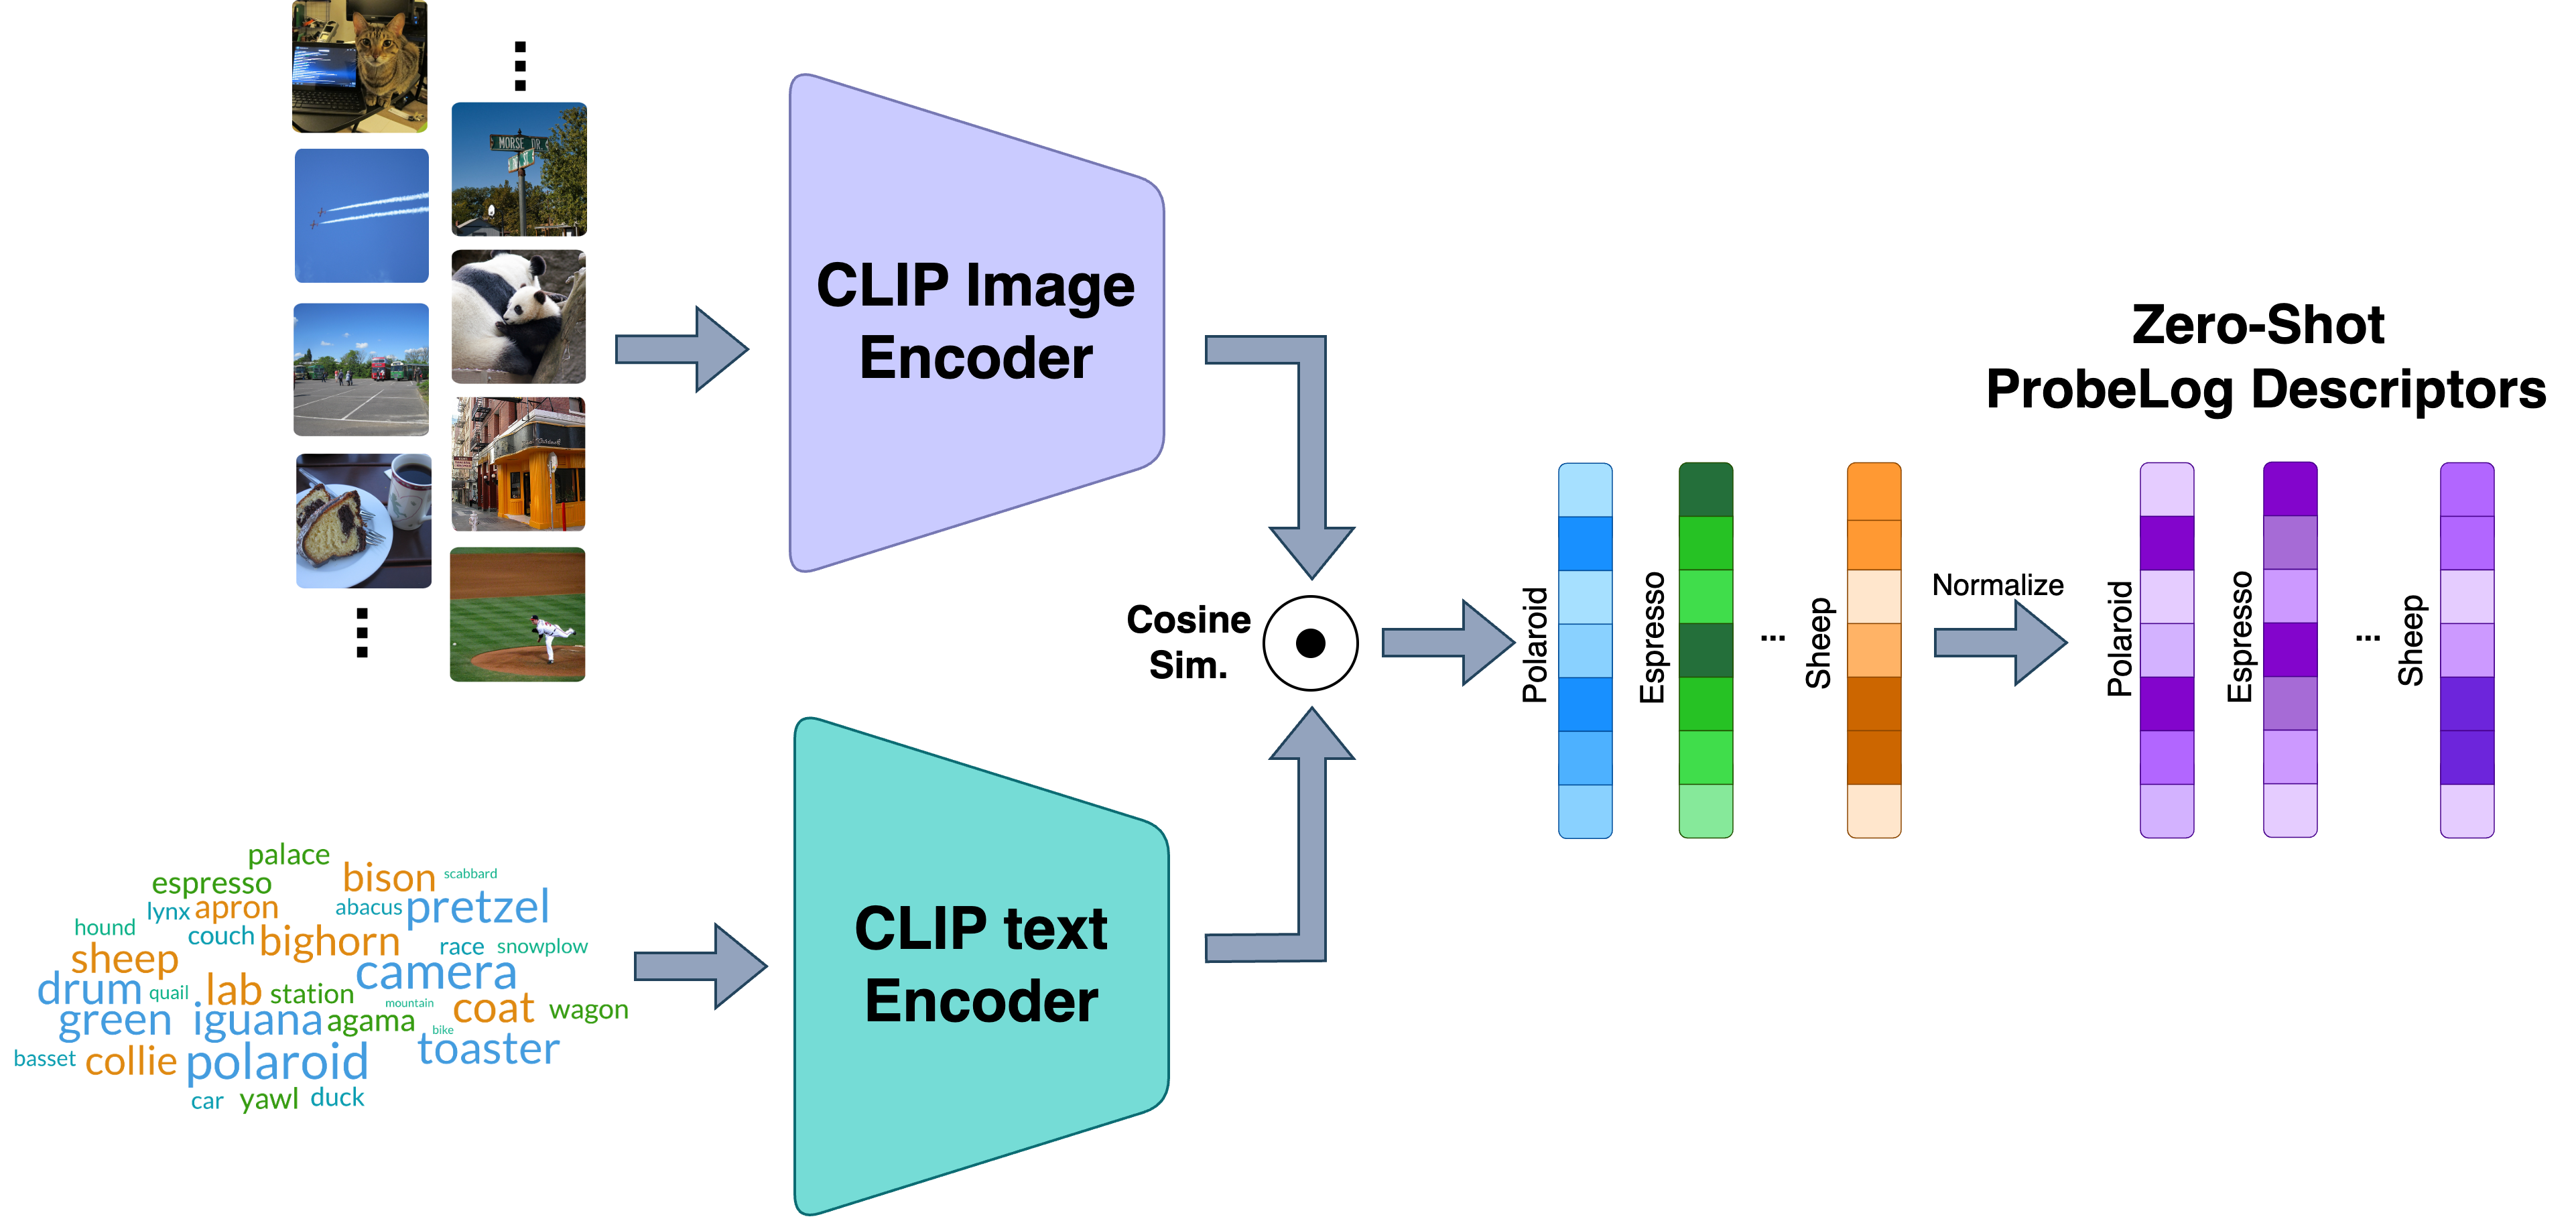 MORSE DR.
CLIP Image
Encoder
Cosine
Sim.
Polaroid
Espresso
...
Sheep
Normalize
Zero-Shot
ProbeLog Descriptors
Polaroid
Espresso
...
Sheep
palace
espresso
bison
scabbard
lynx
apron
abacus
pretzel
hound
couch
bighorn
race
snowplow
sheep
camera
drum
quail
lab
station
mountain
coat
wagon
green
iguana
agama
bike
toaster
basset
collie
polaroid
car
yawl
duck
CLIP text
Encoder